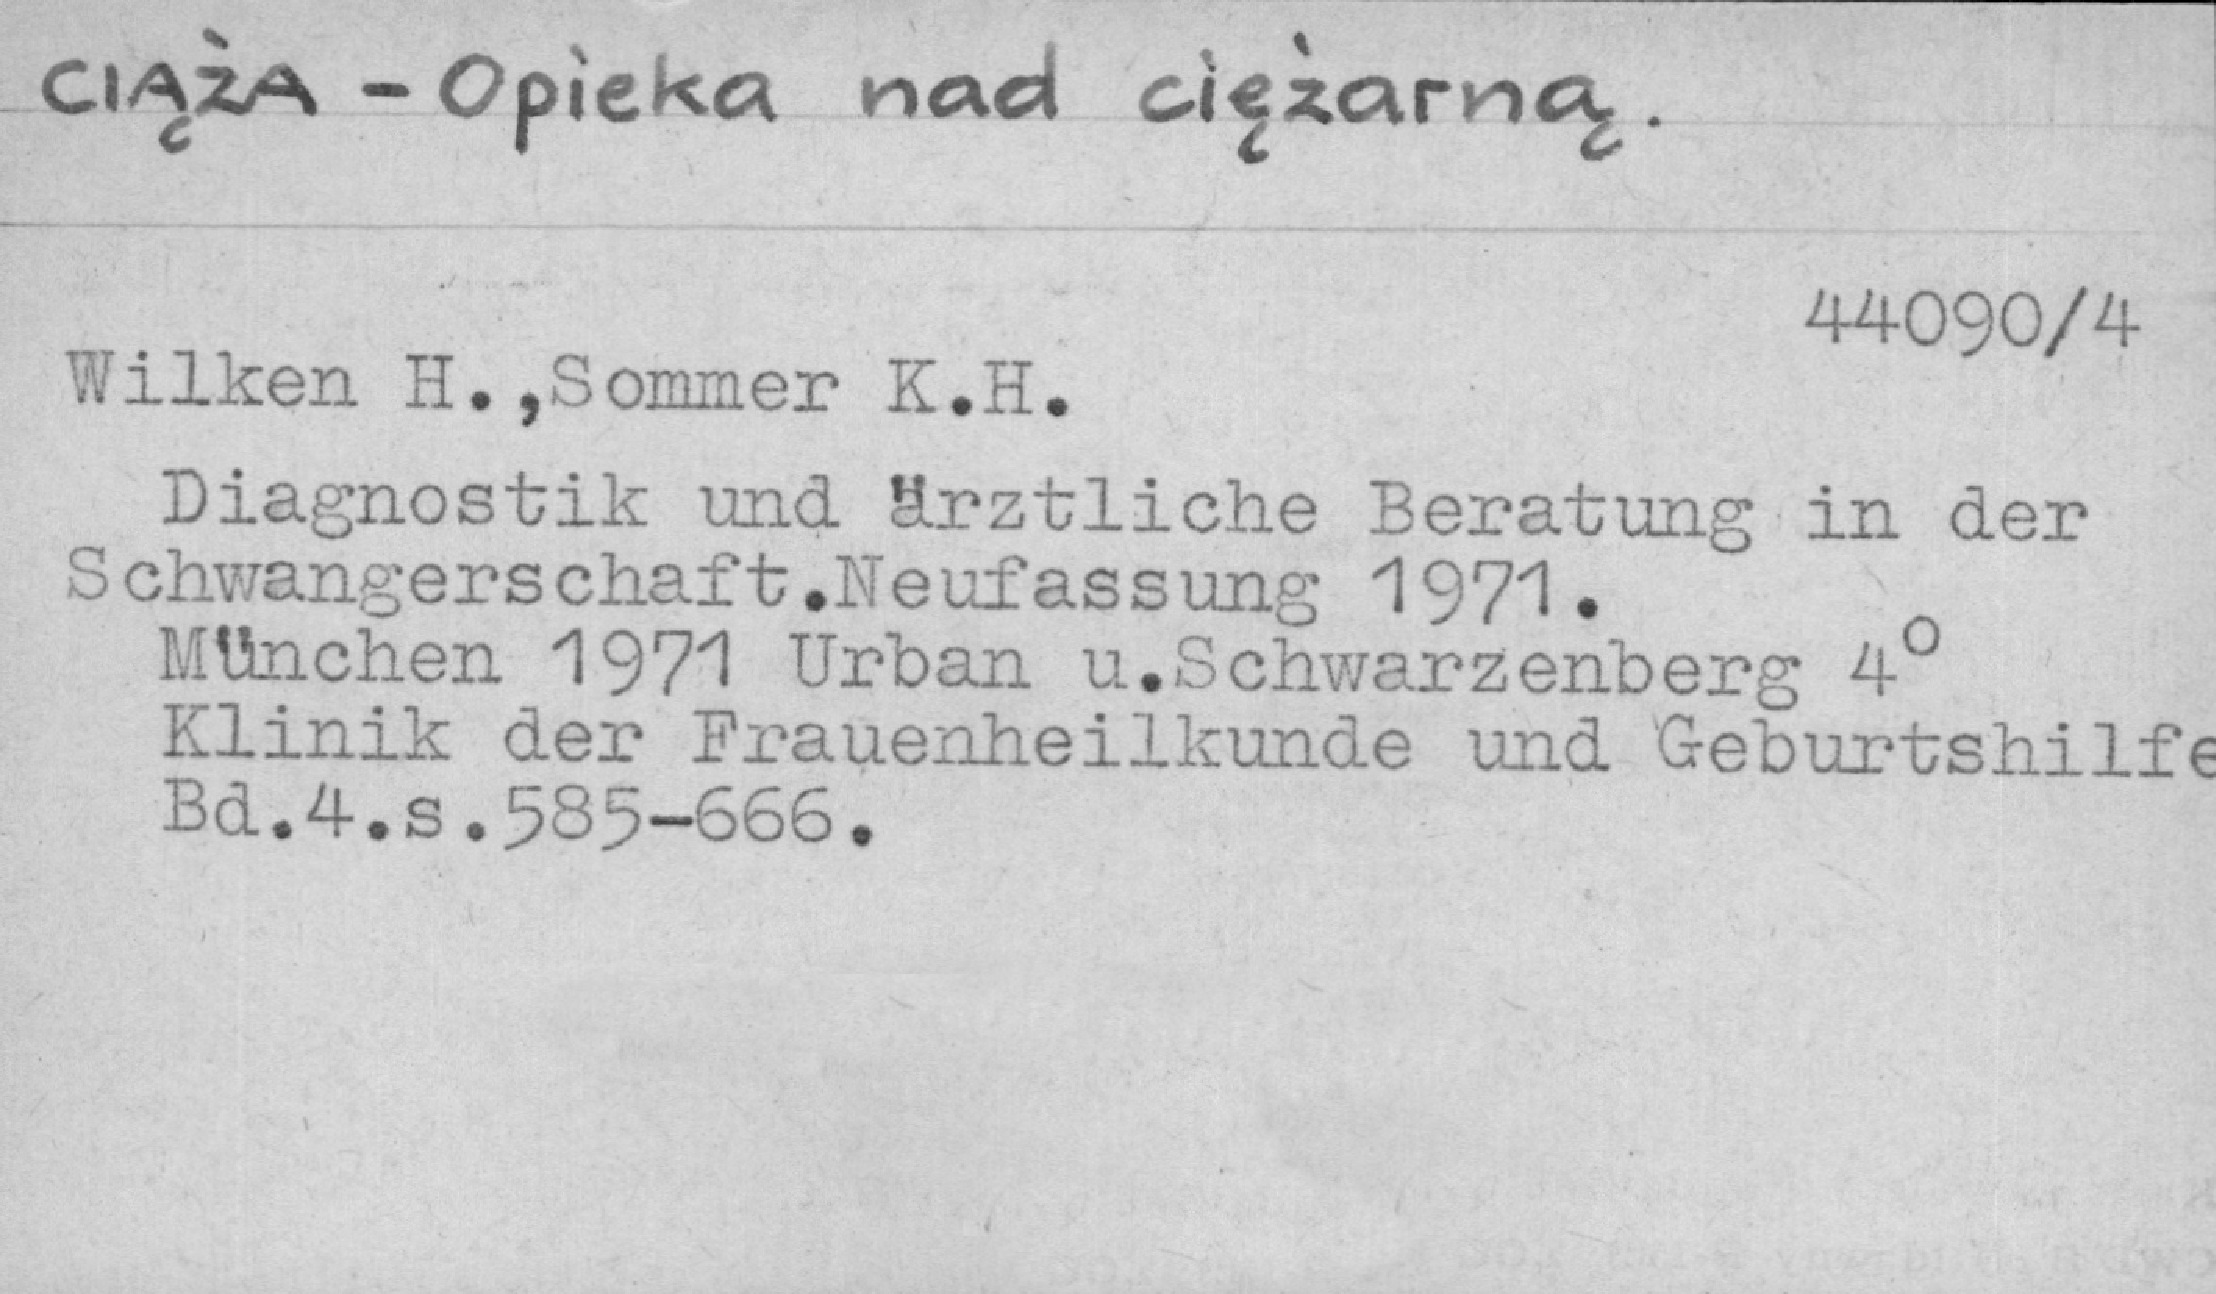 CIĄŻA - Opieka nad ciężarną.
44090/4
Wilken H.,Sommer K.H.
Diagnostik und ärztliche Beratung in der
Schwangerschaft.Neufassung 1971.
München 1971 Urban u.Schwarzenberg 4°
Klinik der Frauenheilkunde und Geburtshilfe
Bd.4.s.585-666.